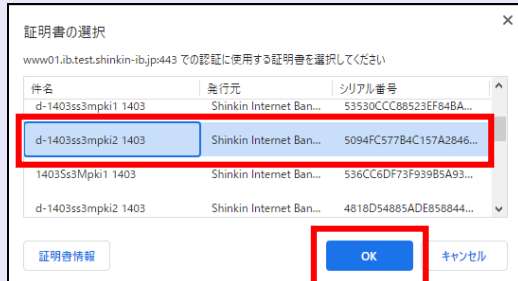 証明書の選択
www01.ib.test.shinkin-ib.jp:443 での認証に使用する証明書を選択してください
件名 発行元 シリアル番号
d-1403ss3mpki1 1403 Shinkin Internet Ban... 53530CCC88523EF84BA...
d-1403ss3mpki2 1403 Shinkin Internet Ban... 5094FC577B4C157A2846...
1403Ss3Mpki1 1403 Shinkin Internet Ban... 536CC6DF73F939B5A93...
d-1403ss3mpki2 1403 Shinkin Internet Ban... 4818D54885ADE858844...
証明書情報 OK キャンセル